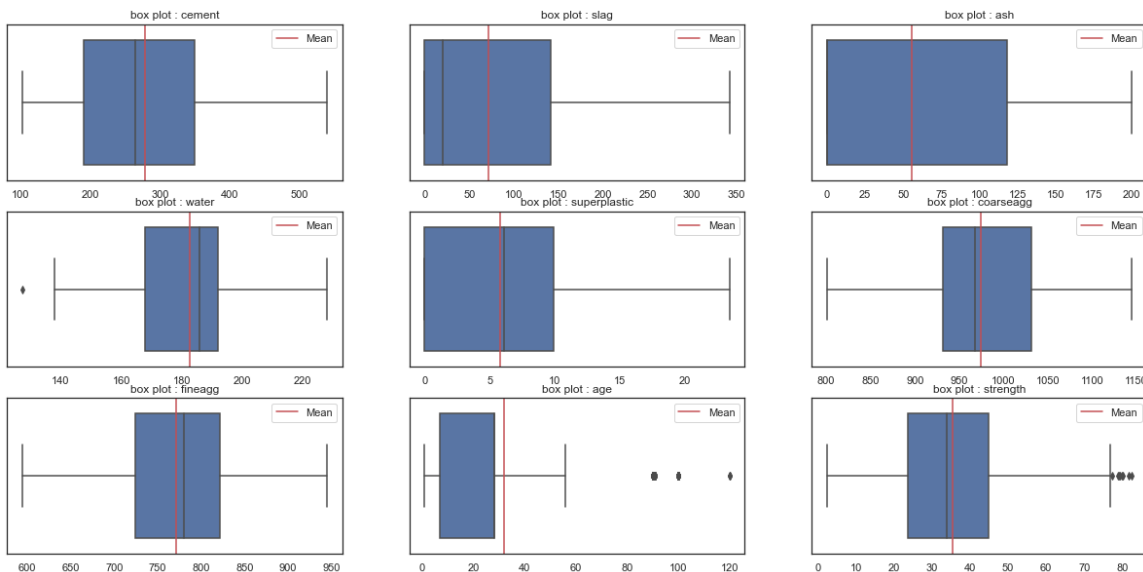 box plot : cement
Mean
100 200 300 400 500
box plot : slag
Mean
0 50 100 150 200 250 300 350
box plot : ash
Mean
0 25 50 75 100 125 150 175 200
box plot : water
Mean
140 160 180 200 220
box plot : superplastic
Mean
0 5 10 15 20
box plot : coarseagg
Mean
800 850 900 950 1000 1050 1100 1150
box plot : fineagg
Mean
600 650 700 750 800 850 900 950
box plot : age
Mean
0 20 40 60 80 100 120
box plot : strength
Mean
0 10 20 30 40 50 60 70 80